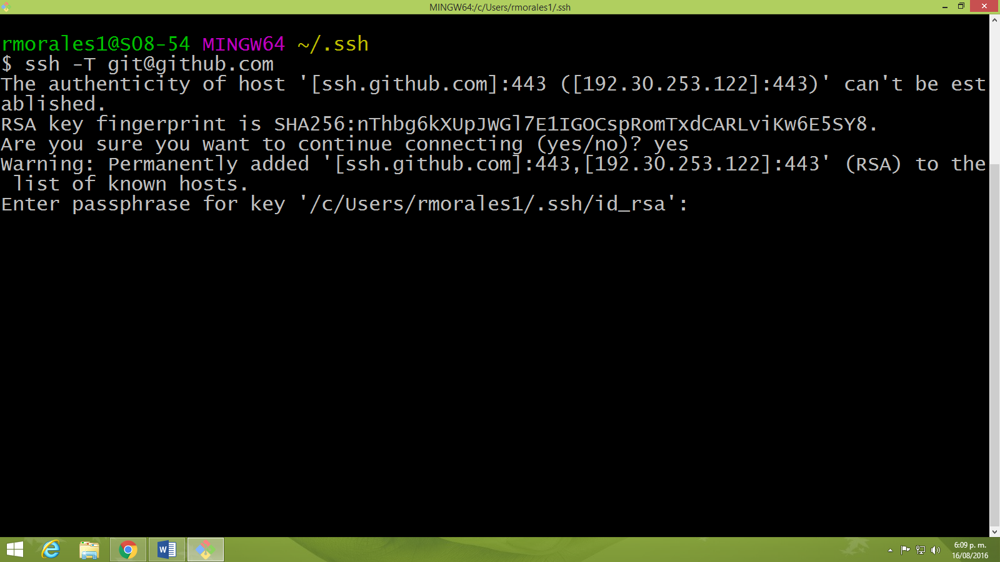 MINGW64:/c/Users/rmorales1/.ssh
rmorales1@S08-54 MINGW64 ~/.ssh
$ ssh -T git@github.com
The authenticity of host '[ssh.github.com]:443 ([192.30.253.122]:443)' can't be est
ablished.
RSA key fingerprint is SHA256:nThbg6kXUpJWGl7E1IGOCspRomTxdCARLviKw6E5SY8.
Are you sure you want to continue connecting (yes/no)? yes
Warning: Permanently added '[ssh.github.com]:443,[192.30.253.122]:443' (RSA) to the
 list of known hosts.
Enter passphrase for key '/c/Users/rmorales1/.ssh/id_rsa':
6:09 p. m.
16/08/2016